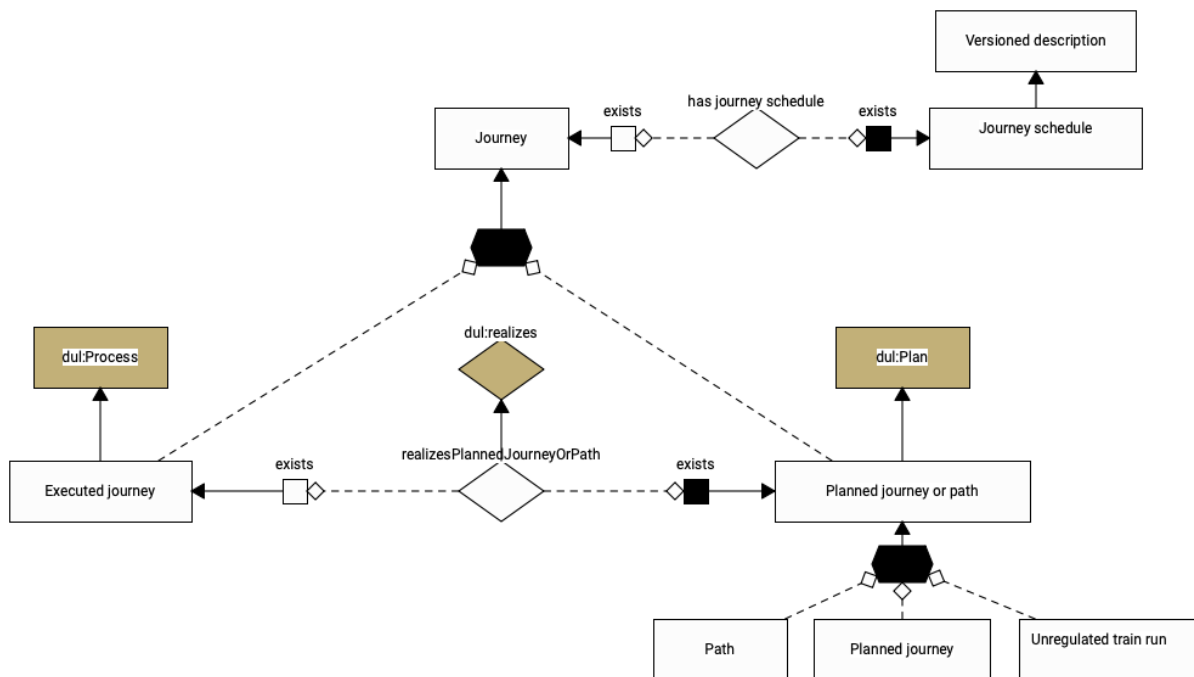 Versioned description
has journey schedule
exists
exists
Journey
Journey schedule
dul:realizes
dul:Process
dul:Plan
realizesPlannedJourneyOrPath
exists
exists
Executed journey
Planned journey or path
Path
Planned journey
Unregulated train run